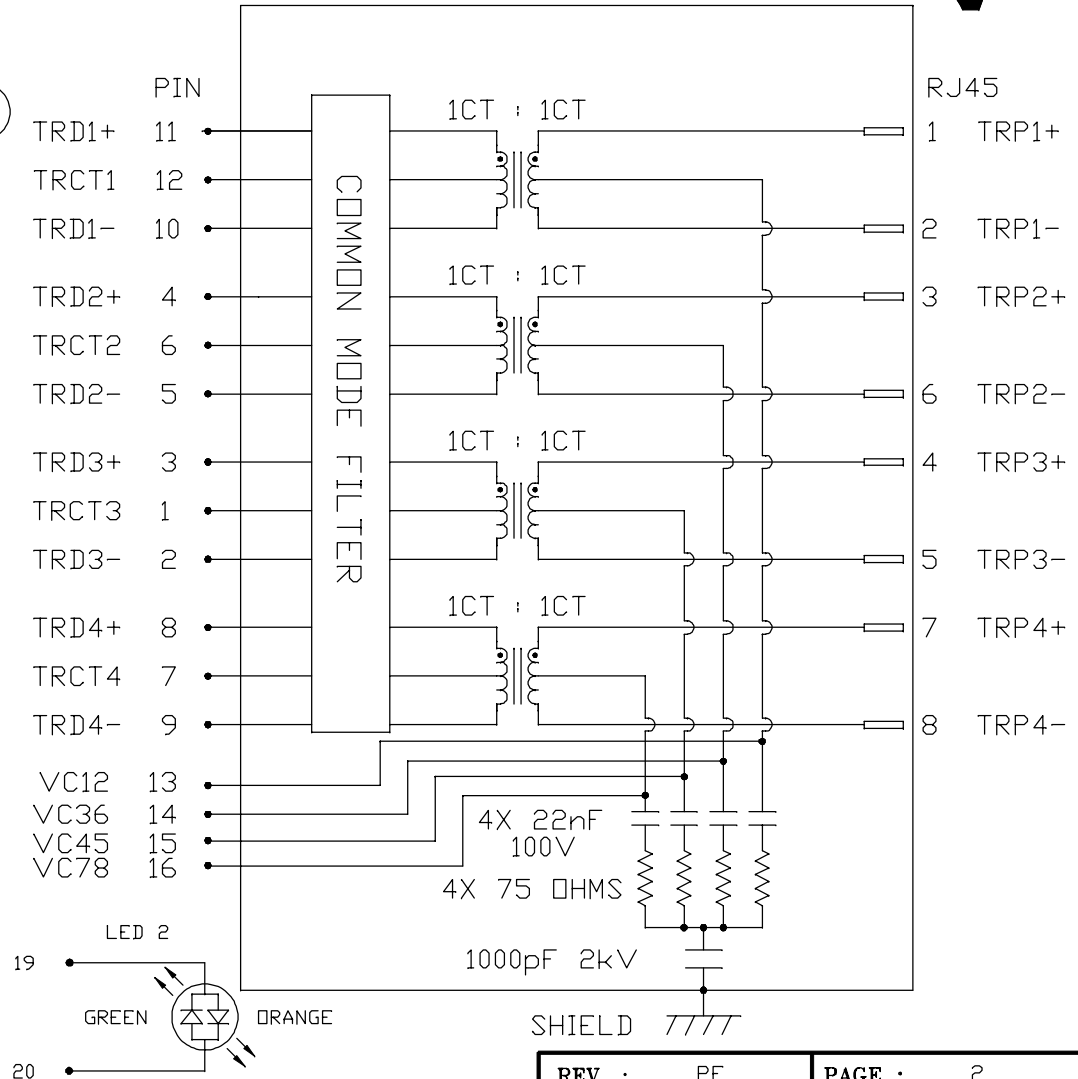 PIN RJ45
1CT : 1CT
TRD1+ 11 1 TRP1+
TRCT1 12
TRD1- 10 2 TRP1-
1CT : 1CT
TRD2+ 4 3 TRP2+
TRCT2 6
TRD2- 5 6 TRP2-
1CT : 1CT
TRD3+ 3 4 TRP3+
TRCT3 1
TRD3- 2 5 TRP3-
1CT : 1CT
TRD4+ 8 7 TRP4+
TRCT4 7
TRD4- 9 8 TRP4-
COMMON MODE FILTER
VC12 13
VC36 14
VC45 15
VC78 16
4X 22nF
100V
4X 75 OHMS
1000pF 2kV
SHIELD
LED 2
19
GREEN ORANGE
20
REV : PF PAGE : 2